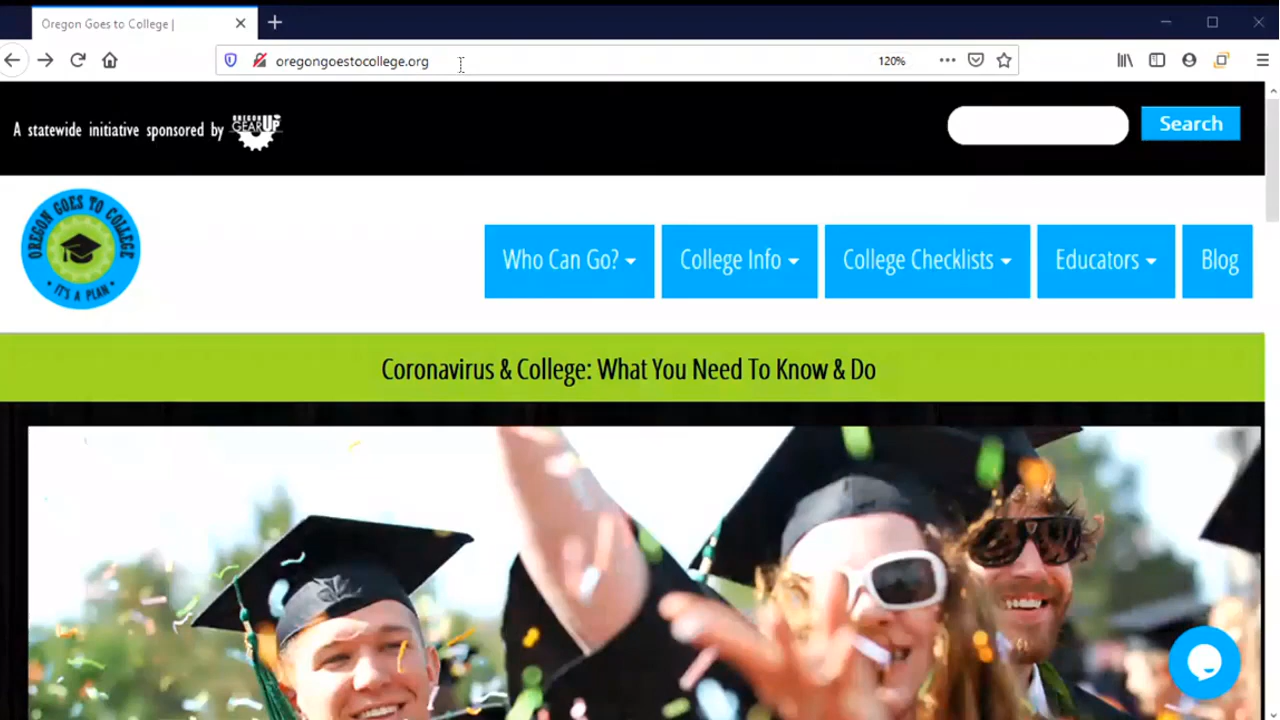 Oregon Goes to College |
oregongoestocollege.org
120%
A statewide initiative sponsored by
OREGON
GEAR UP
Search
OREGON GOES TO COLLEGE
• IT'S A PLAN •
Who Can Go?
College Info
College Checklists
Educators
Blog
Coronavirus & College: What You Need To Know & Do